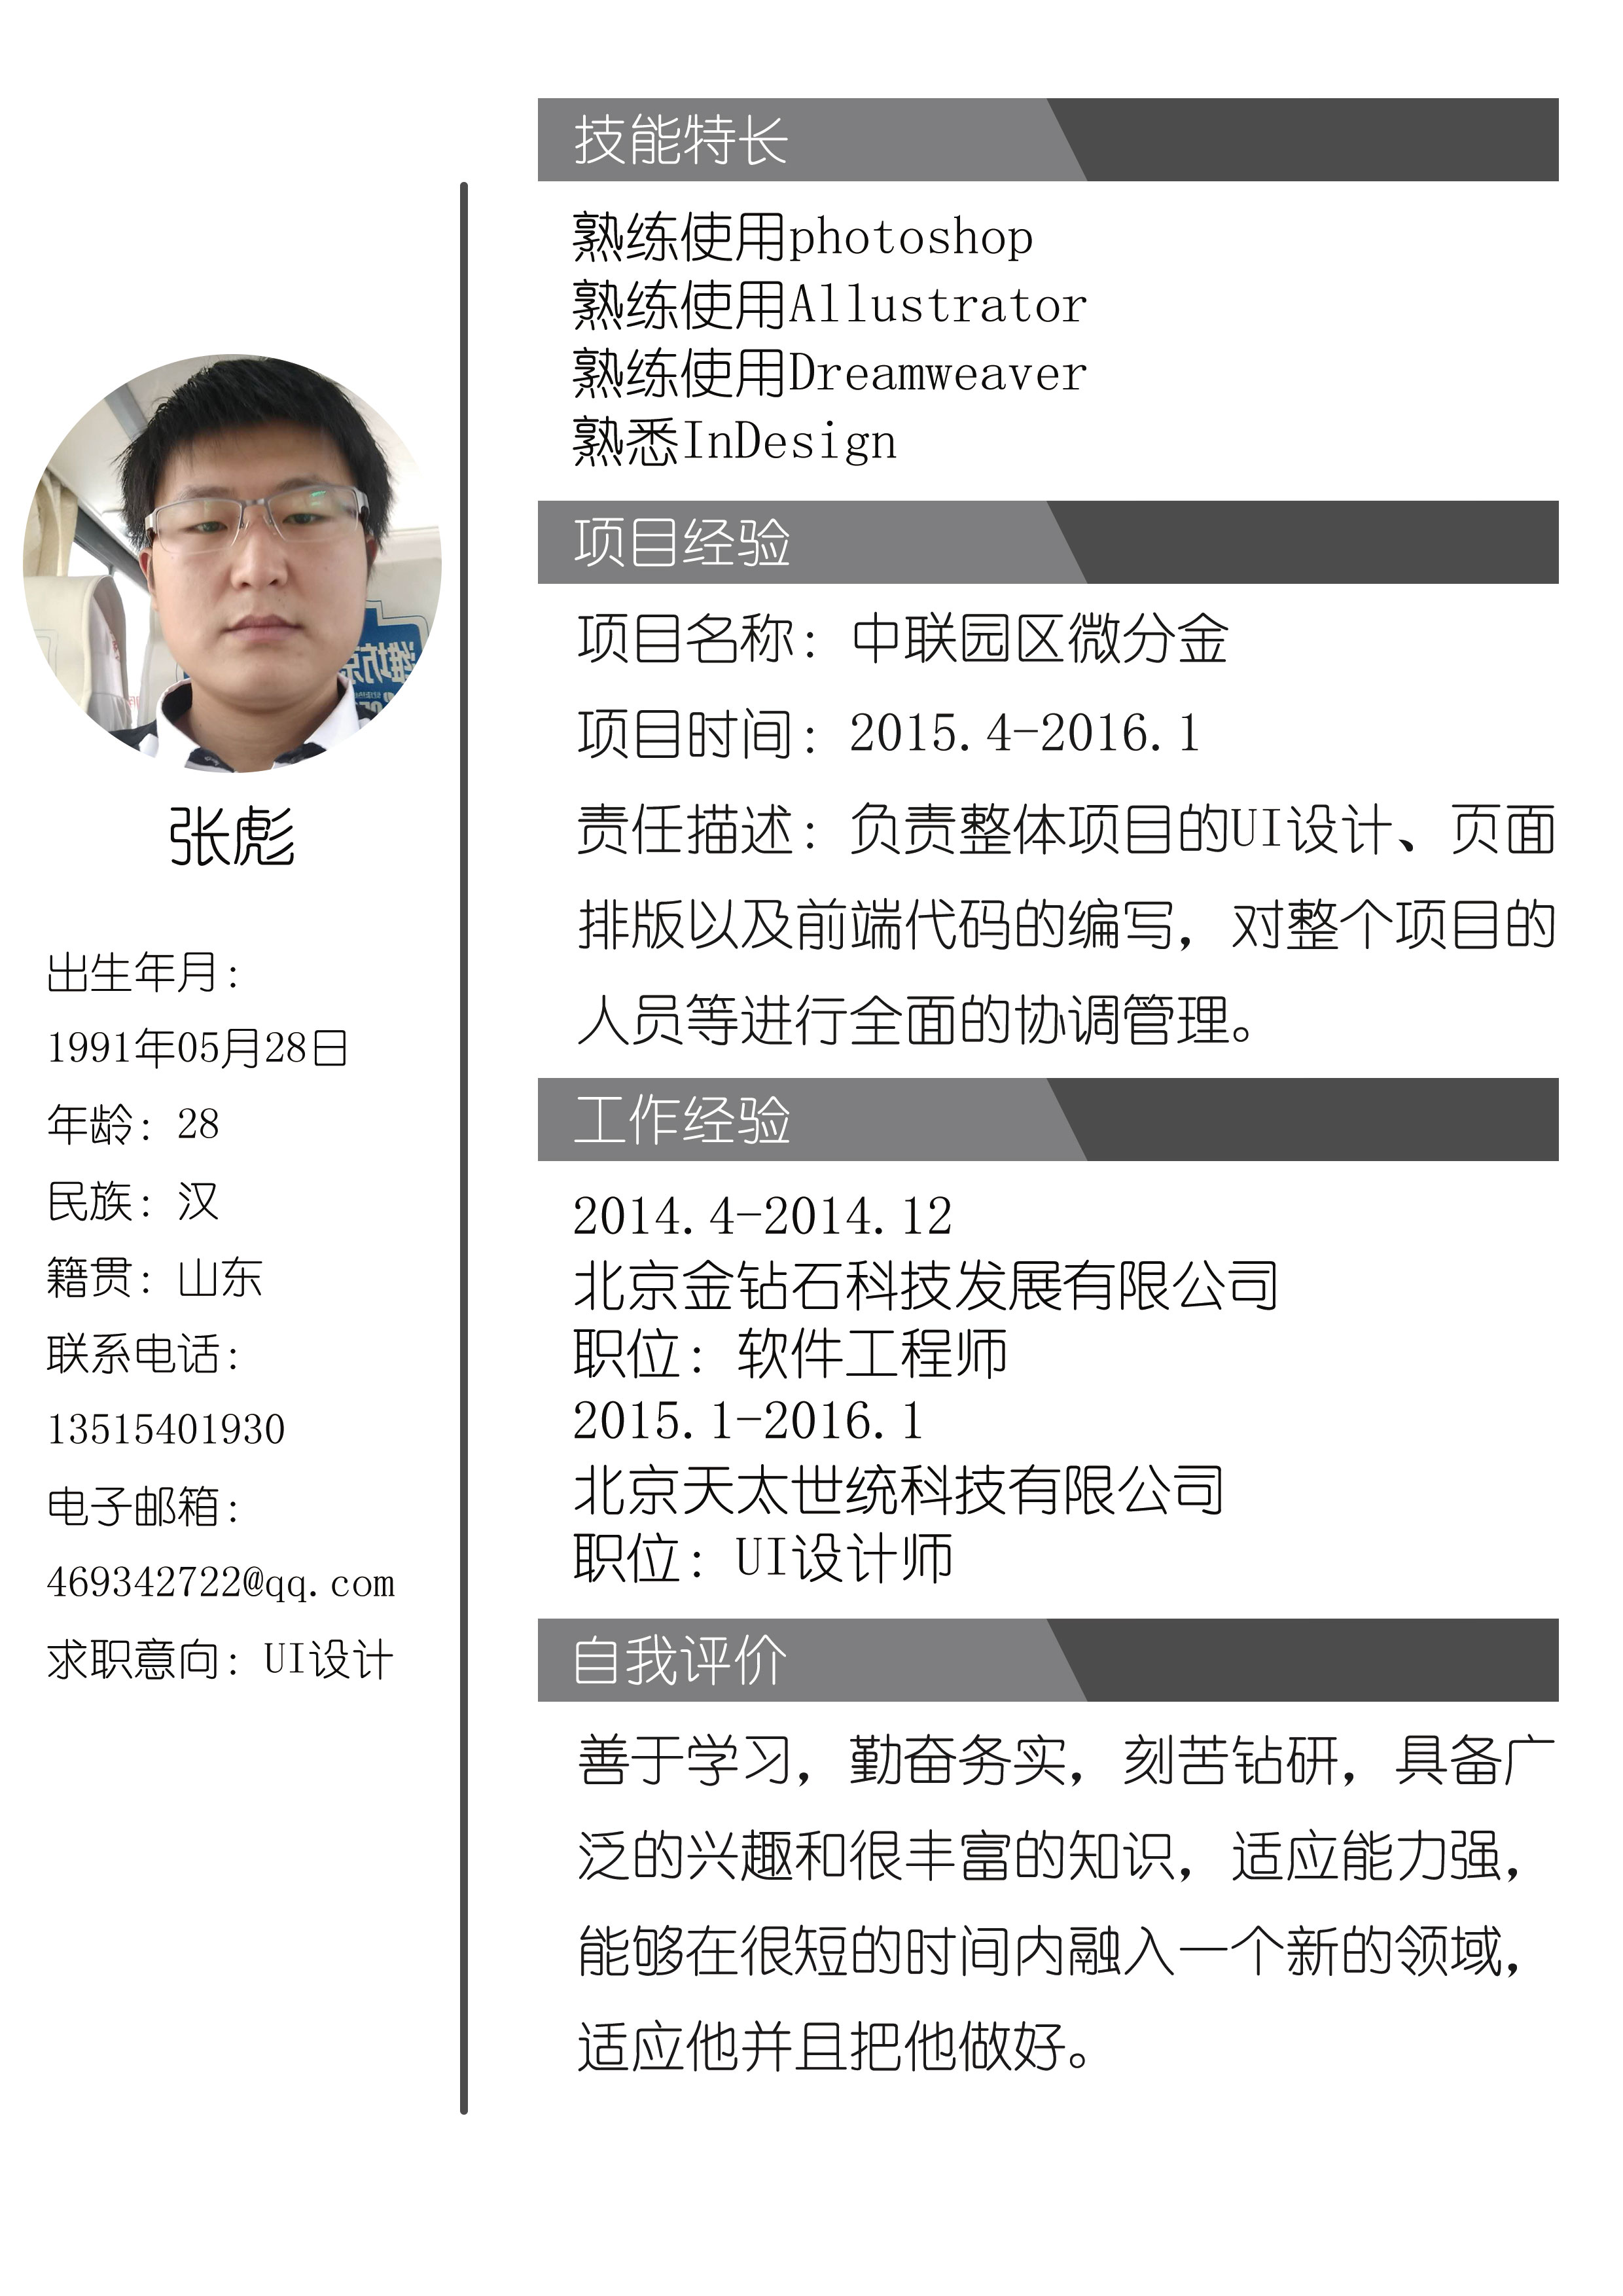 张彪
出生年月：
1991年05月28日
年龄：28
民族：汉
籍贯：山东
联系电话：
13515401930
电子邮箱：
469342722@qq.com
求职意向：UI设计
技能特长
熟练使用photoshop
熟练使用Allustrator
熟练使用Dreamweaver
熟悉InDesign
项目经验
项目名称：中联园区微分金
项目时间：2015.4-2016.1
责任描述：负责整体项目的UI设计、页面
排版以及前端代码的编写，对整个项目的
人员等进行全面的协调管理。
工作经验
2014.4-2014.12
北京金钻石科技发展有限公司
职位：软件工程师
2015.1-2016.1
北京天太世统科技有限公司
职位：UI设计师
自我评价
善于学习，勤奋务实，刻苦钻研，具备广
泛的兴趣和很丰富的知识，适应能力强，
能够在很短的时间内融入一个新的领域，
适应他并且把他做好。